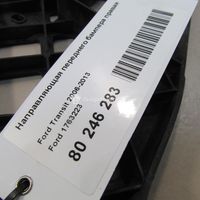 Направляющая переднего бампера правая
Ford Transit 2006-2013
Ford 1763223
80 246 283